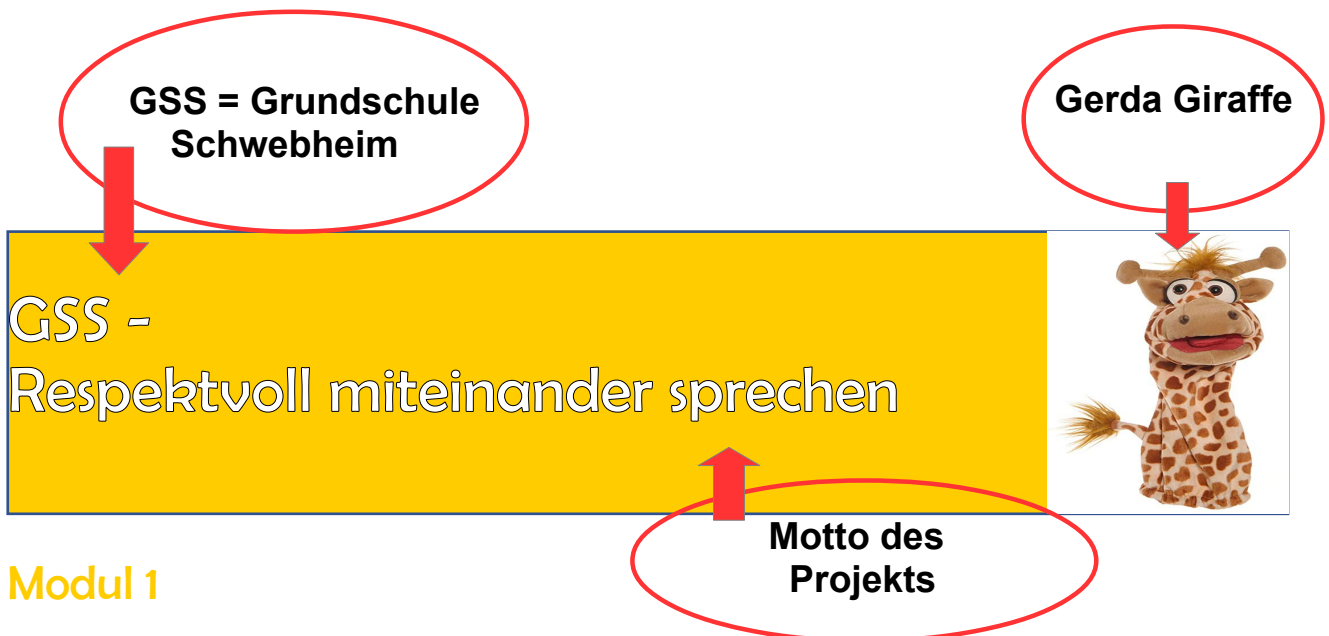 GSS = Grundschule
Schwebheim
Gerda Giraffe
GSS -
Respektvoll miteinander sprechen
Motto des
Projekts
Modul 1